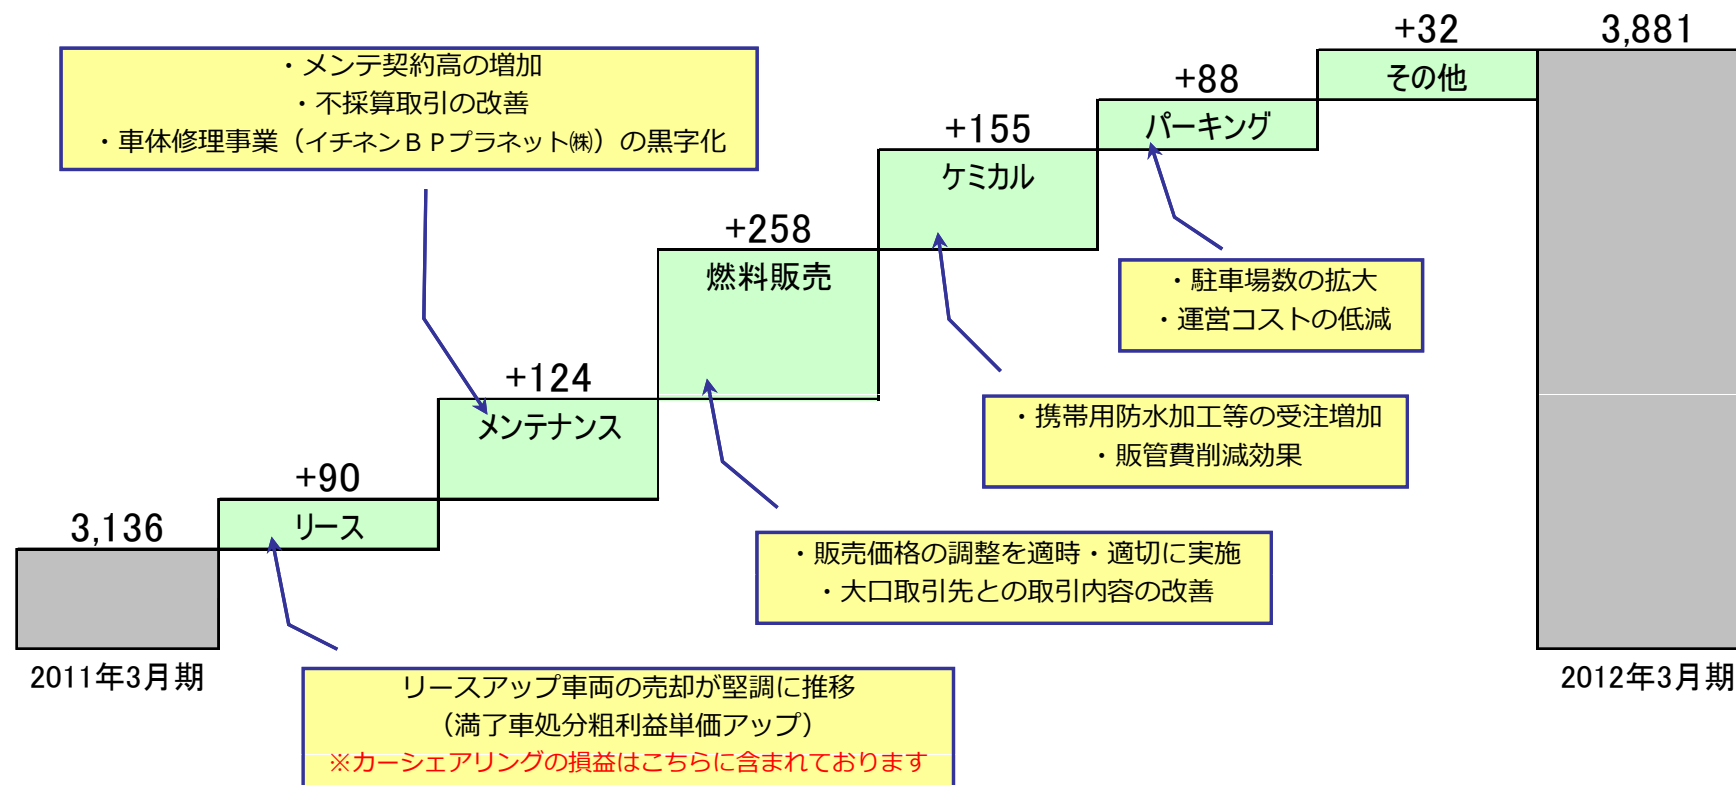 +32
3,881
・メンテ契約高の増加
・不採算取引の改善
・車体修理事業（イチネンＢＰプラネット㈱）の黒字化
+88
その他
+155
パーキング
ケミカル
+258
燃料販売
・駐車場数の拡大
・運営コストの低減
+124
メンテナンス
・携帯用防水加工等の受注増加
・販管費削減効果
+90
3,136
リース
・販売価格の調整を適時・適切に実施
・大口取引先との取引内容の改善
2011年3月期
2012年3月期
リースアップ車両の売却が堅調に推移
（満了車処分粗利益単価アップ）
※カーシェアリングの損益はこちらに含まれております